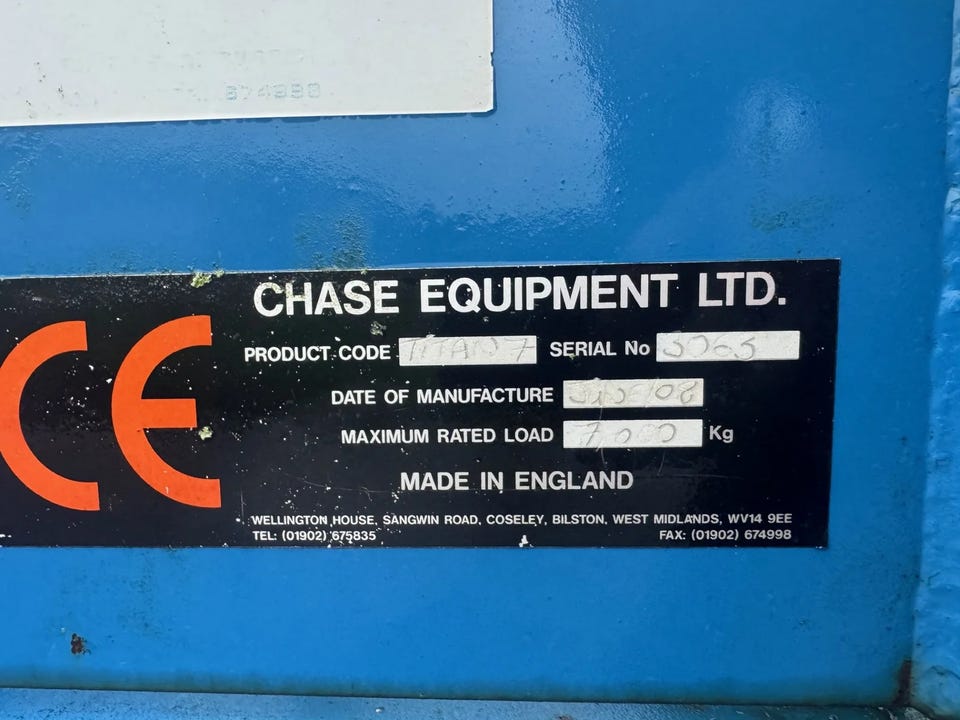 CHASE EQUIPMENT LTD.
CE
PRODUCT CODE TITAN 7 SERIAL No
DATE OF MANUFACTURE JUNE/08
MAXIMUM RATED LOAD 7,000 Kg
MADE IN ENGLAND
WELLINGTON HOUSE, SANGWIN ROAD, COSELEY, BILSTON, WEST MIDLANDS, WV14 9EE
TEL: (01902) 675835 FAX: (01902) 674998